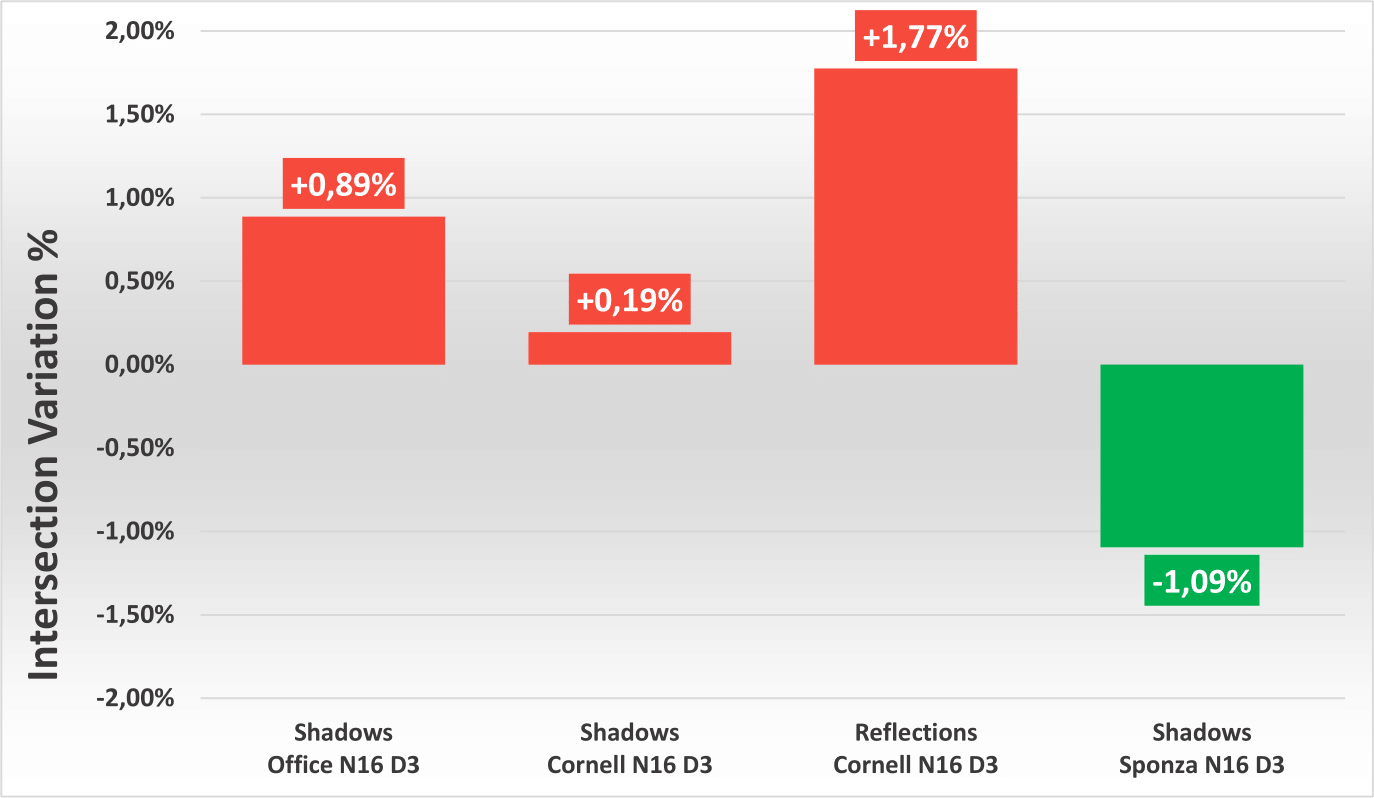 Intersection Variation %
2,00%
1,50%
1,00%
0,50%
0,00%
-0,50%
-1,00%
-1,50%
-2,00%
+0,89%
+0,19%
+1,77%
-1,09%
Shadows
Office N16 D3
Shadows
Cornell N16 D3
Reflections
Cornell N16 D3
Shadows
Sponza N16 D3